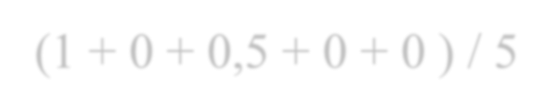 (1 + 0 + 0,5 + 0 + 0 ) / 5